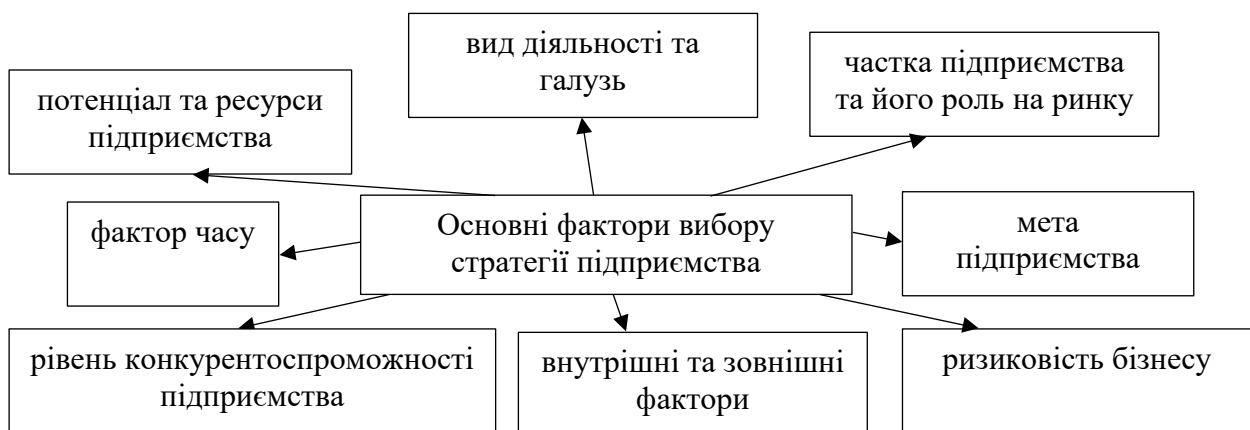 вид діяльності та
галузь
частка підприємства
та його роль на ринку
потенціал та ресурси
підприємства
Основні фактори вибору
стратегії підприємства
фактор часу
мета
підприємства
рівень конкурентоспроможності
підприємства
внутрішні та зовнішні
фактори
ризиковість бізнесу